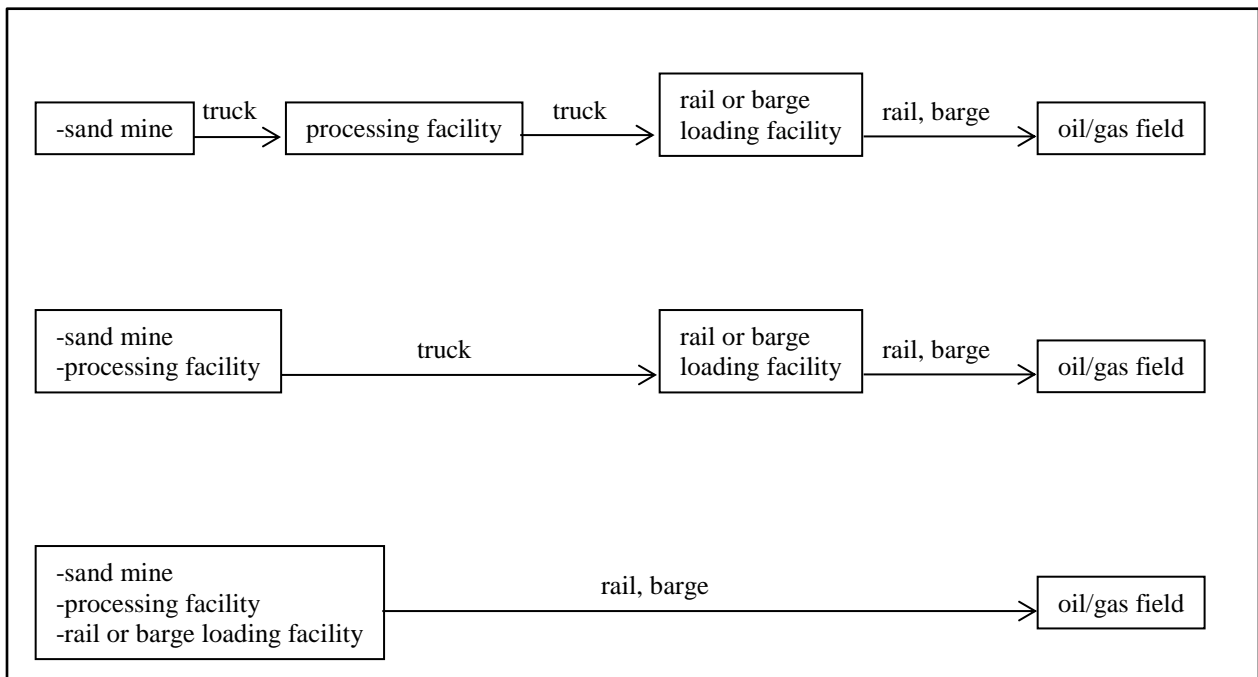 truck
-sand mine
processing facility
truck
rail or barge
loading facility
rail, barge
oil/gas field
-sand mine
-processing facility
truck
rail or barge
loading facility
rail, barge
oil/gas field
-sand mine
-processing facility
-rail or barge loading facility
rail, barge
oil/gas field